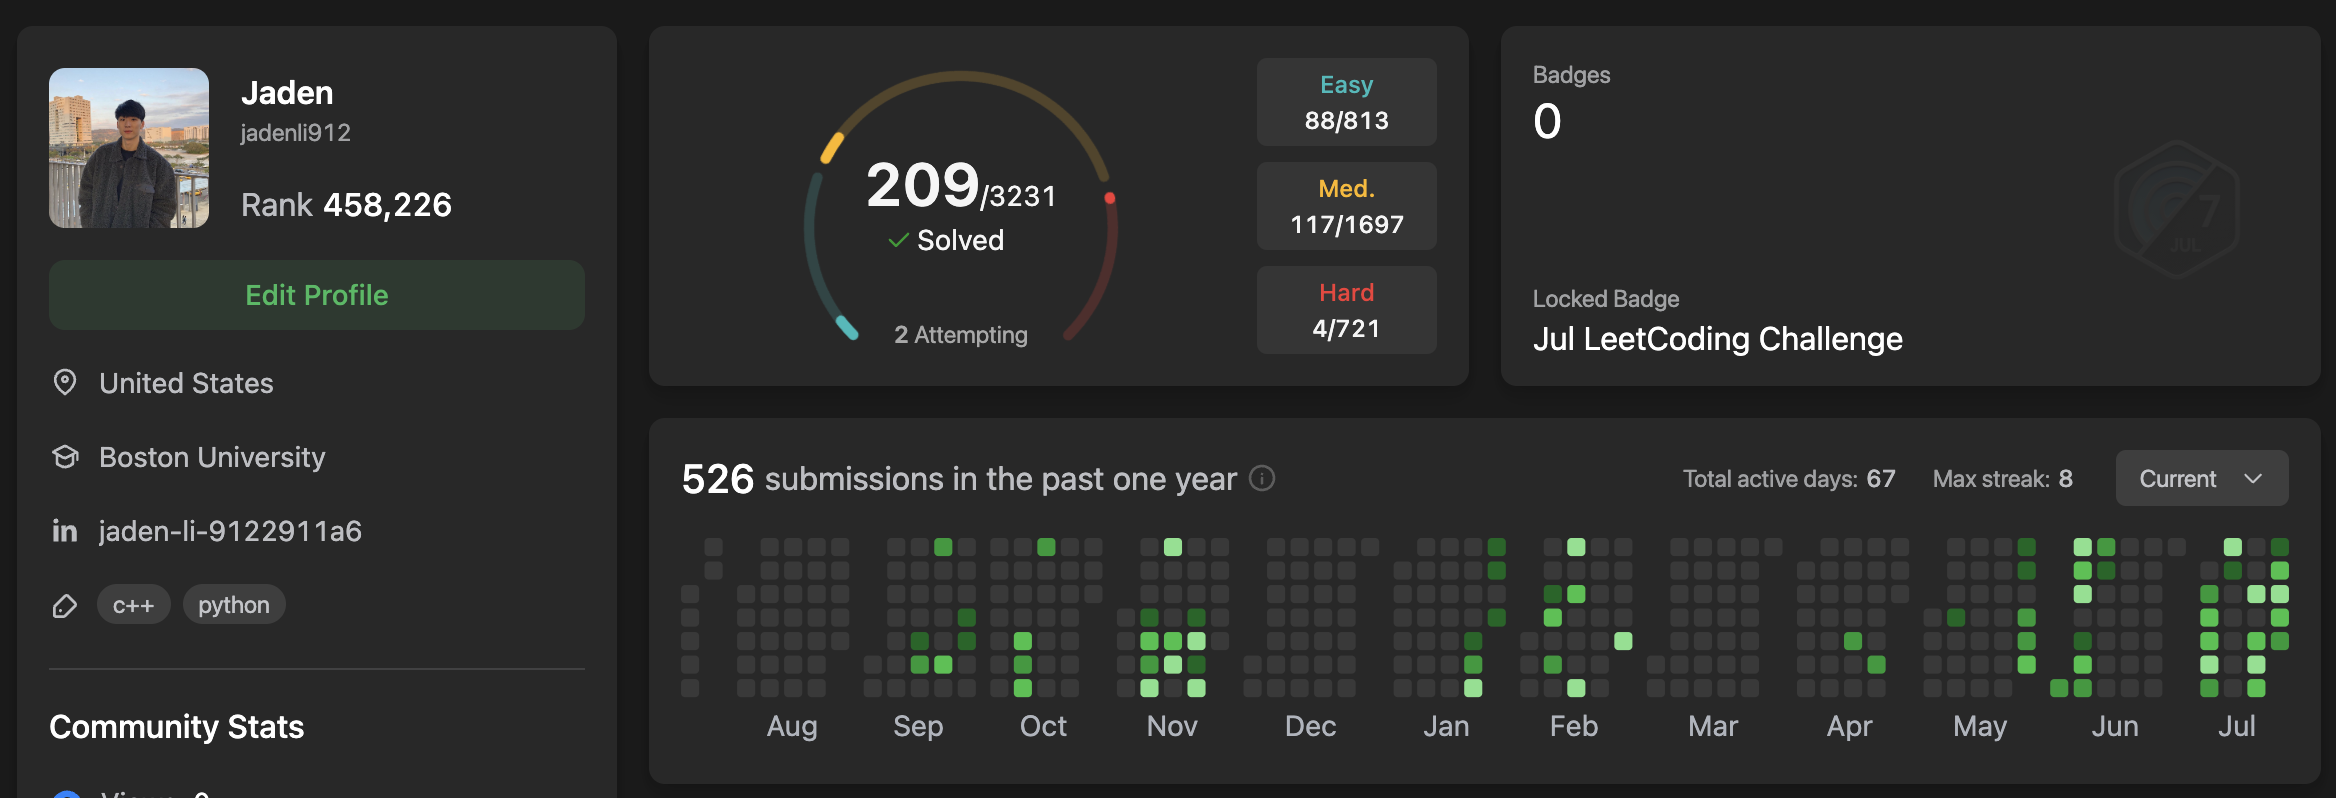 Jaden
jadenli912
Rank 458,226
Edit Profile
United States
Boston University
jaden-li-9122911a6
c++ python
Community Stats
209/3231
Solved
2 Attempting
Easy
88/813
Med.
117/1697
Hard
4/721
Badges
0
7
JUL
Locked Badge
Jul LeetCoding Challenge
526 submissions in the past one year
Total active days: 67 Max streak: 8 Current
Aug Sep Oct Nov Dec Jan Feb Mar Apr May Jun Jul